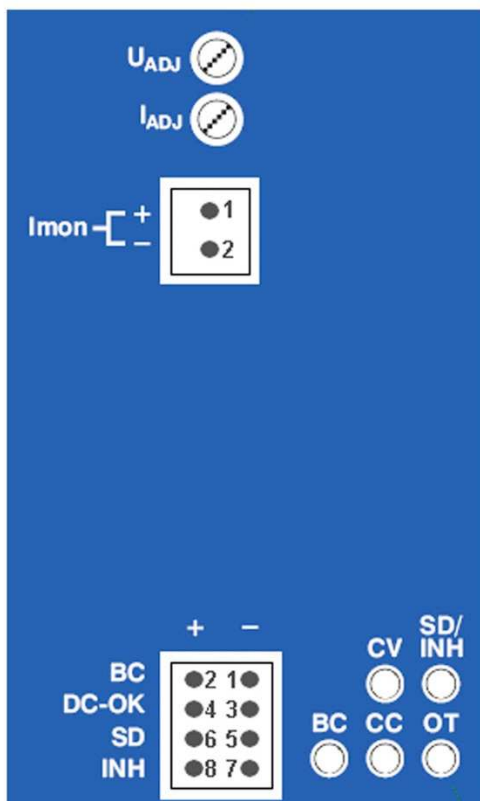 UADJ
IADJ
Imon + 1
− 2
+ −
BC 2 1
DC-OK 4 3
SD 6 5
INH 8 7
CV SD/
INH
BC CC OT